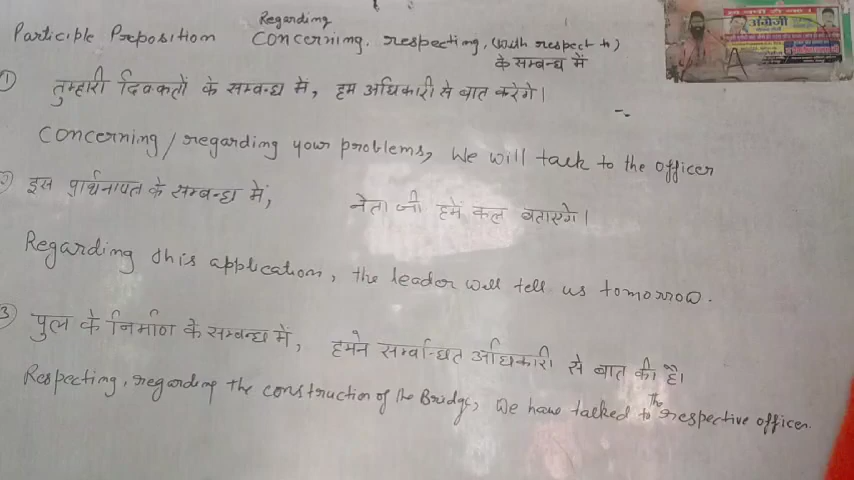 Participle Preposition Regarding
Concerning, respecting, (with respect to)
के सम्बन्ध में
① तुम्हारी दिक्कतों के सम्बन्ध में, हम अधिकारी से बात करेंगे।
Concerning / regarding your problems, We will talk to the officer
② इस प्रार्थनापत्र के सम्बन्ध में, नेता जी हमें कल बताएंगे।
Regarding this application, the leader will tell us tomorrow.
③ पुल के निर्माण के सम्बन्ध में, हमने सम्बन्धित अधिकारी से बात की है।
Respecting, regarding the construction of the Bridge, We have talked to The respective officer.
अंग्रेजी
A